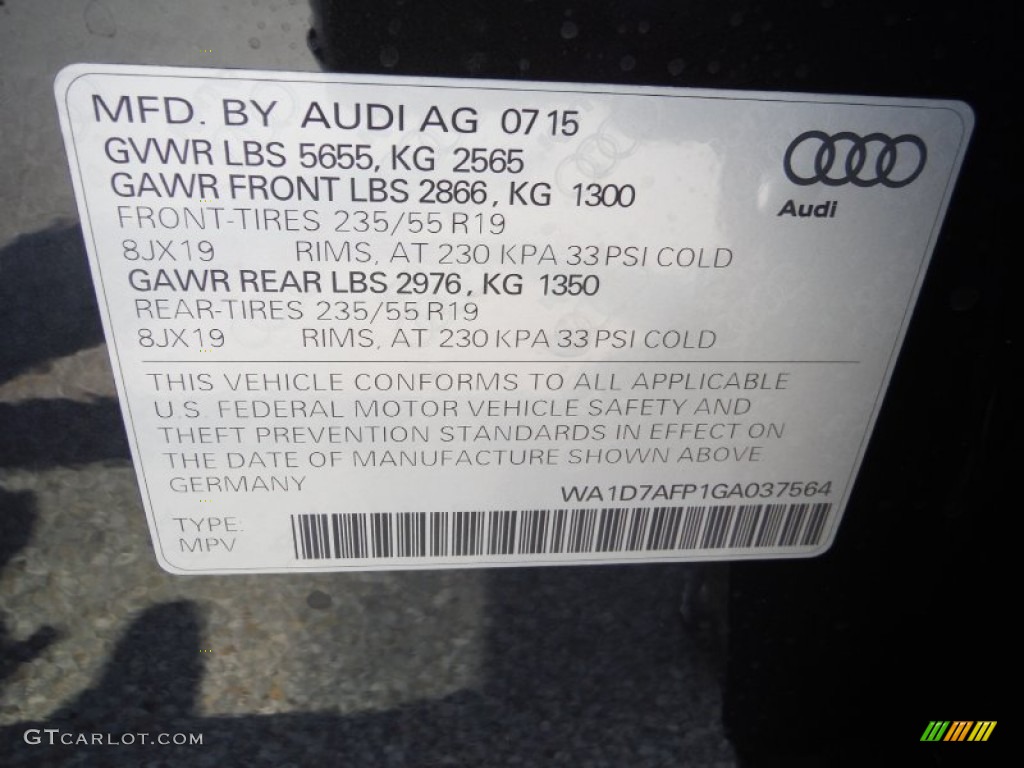 MFD. BY AUDI AG 07 15
GVWR LBS 5655, KG 2565
GAWR FRONT LBS 2866, KG 1300
FRONT-TIRES 235/55 R19
8JX19 RIMS, AT 230 KPA 33 PSI COLD
GAWR REAR LBS 2976, KG 1350
REAR-TIRES 235/55 R19
8JX19 RIMS, AT 230 KPA 33 PSI COLD
Audi
THIS VEHICLE CONFORMS TO ALL APPLICABLE
U.S. FEDERAL MOTOR VEHICLE SAFETY AND
THEFT PREVENTION STANDARDS IN EFFECT ON
THE DATE OF MANUFACTURE SHOWN ABOVE
GERMANY
WA1D7AFP1GA037564
TYPE:
MPV
GTCARLOT.COM